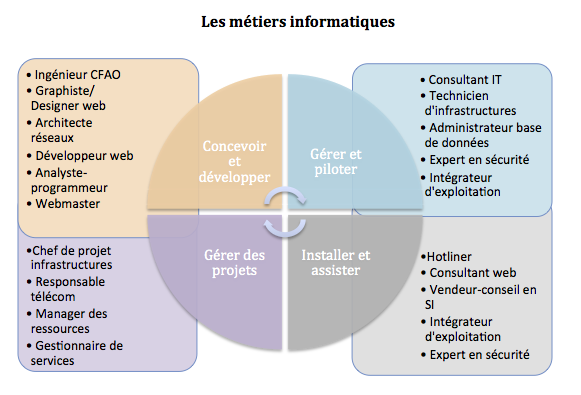 Les métiers informatiques
• Ingénieur CFAO
• Graphiste/
Designer web
• Architecte
réseaux
• Développeur web
• Analyste-
programmeur
• Webmaster
Concevoir
et
développer
Gérer et
piloter
• Consultant IT
• Technicien
d'infrastructures
• Administrateur base
de données
• Expert en sécurité
• Intégrateur
d'exploitation
•Chef de projet
infrastructures
• Responsable
télécom
• Manager des
ressources
• Gestionnaire de
services
Gérer des
projets
Installer et
assister
•Hotliner
• Consultant web
• Vendeur-conseil en
SI
• Intégrateur
d'exploitation
• Expert en sécurité